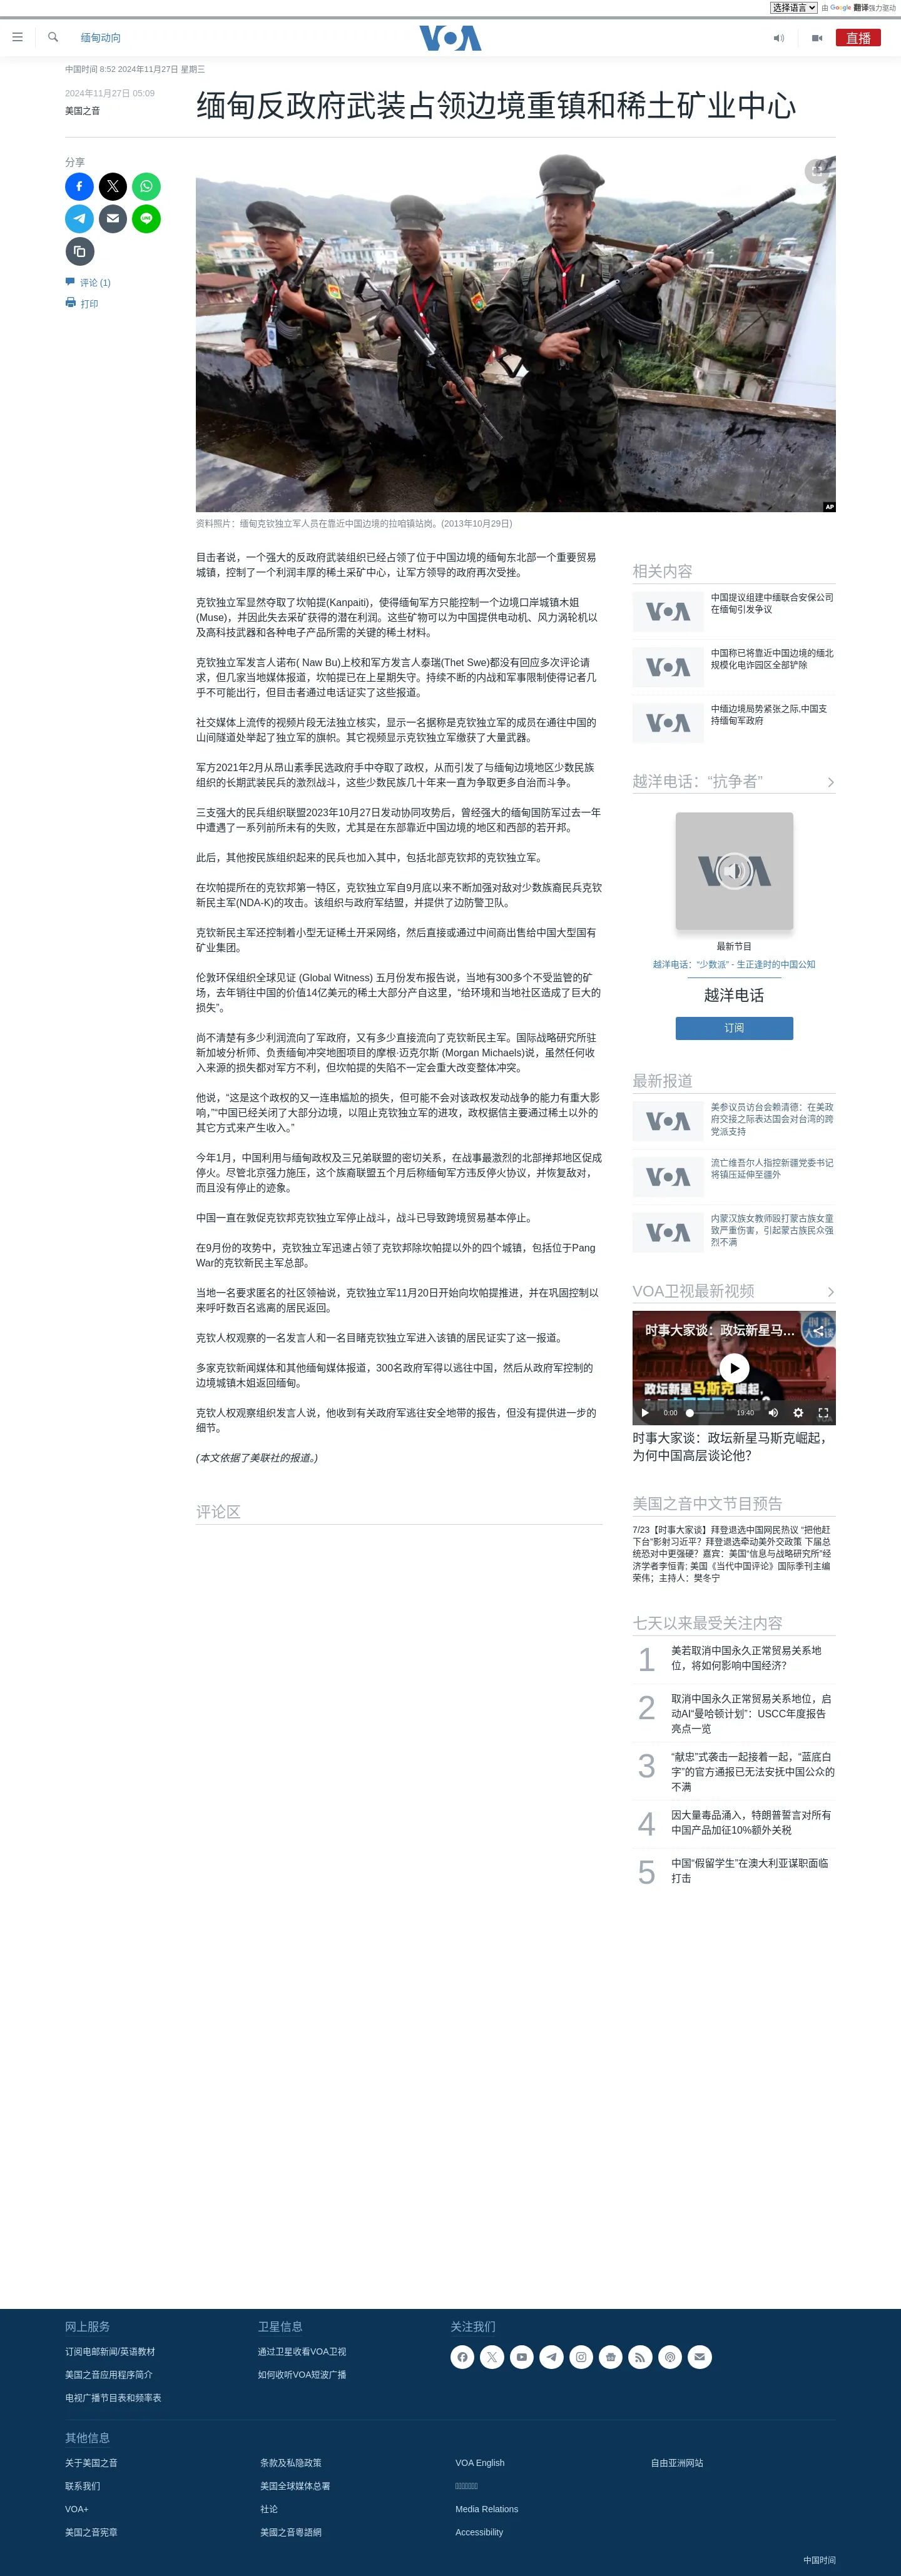 选择语言
由 Google 翻译强力驱动
缅甸动向
VOA
直播
中国时间 8:52 2024年11月27日 星期三
2024年11月27日 05:09
美国之音
缅甸反政府武装占领边境重镇和稀土矿业中心
分享
评论 (1)
打印
AP
资料照片：缅甸克钦独立军人员在靠近中国边境的拉咱镇站岗。(2013年10月29日)
目击者说，一个强大的反政府武装组织已经占领了位于中国边境的缅甸东北部一个重要贸易
城镇，控制了一个利润丰厚的稀土采矿中心，让军方领导的政府再次受挫。
克钦独立军显然夺取了坎帕提(Kanpaiti)，使得缅甸军方只能控制一个边境口岸城镇木姐
(Muse)，并因此失去采矿获得的潜在利润。这些矿物可以为中国提供电动机、风力涡轮机以
及高科技武器和各种电子产品所需的关键的稀土材料。
克钦独立军发言人诺布( Naw Bu)上校和军方发言人泰瑞(Thet Swe)都没有回应多次评论请
求，但几家当地媒体报道，坎帕提已在上星期失守。持续不断的内战和军事限制使得记者几
乎不可能出行，但目击者通过电话证实了这些报道。
社交媒体上流传的视频片段无法独立核实，显示一名据称是克钦独立军的成员在通往中国的
山间隧道处举起了独立军的旗帜。其它视频显示克钦独立军缴获了大量武器。
军方2021年2月从昂山素季民选政府手中夺取了政权，从而引发了与缅甸边境地区少数民族
组织的长期武装民兵的激烈战斗，这些少数民族几十年来一直为争取更多自治而斗争。
三支强大的民兵组织联盟2023年10月27日发动协同攻势后，曾经强大的缅甸国防军过去一年
中遭遇了一系列前所未有的失败，尤其是在东部靠近中国边境的地区和西部的若开邦。
此后，其他按民族组织起来的民兵也加入其中，包括北部克钦邦的克钦独立军。
在坎帕提所在的克钦邦第一特区，克钦独立军自9月底以来不断加强对敌对少数族裔民兵克钦
新民主军(NDA-K)的攻击。该组织与政府军结盟，并提供了边防警卫队。
克钦新民主军还控制着小型无证稀土开采网络，然后直接或通过中间商出售给中国大型国有
矿业集团。
伦敦环保组织全球见证 (Global Witness) 五月份发布报告说，当地有300多个不受监管的矿
场，去年销往中国的价值14亿美元的稀土大部分产自这里，“给环境和当地社区造成了巨大的
损失”。
尚不清楚有多少利润流向了军政府，又有多少直接流向了克钦新民主军。国际战略研究所驻
新加坡分析师、负责缅甸冲突地图项目的摩根·迈克尔斯 (Morgan Michaels)说，虽然任何收
入来源的损失都对军方不利，但坎帕提的失陷不一定会重大改变整体冲突。
他说，“这是这个政权的又一连串尴尬的损失，但可能不会对该政权发动战争的能力有重大影
响，”“中国已经关闭了大部分边境，以阻止克钦独立军的进攻，政权据信主要通过稀土以外的
其它方式来产生收入。”
今年1月，中国利用与缅甸政权及三兄弟联盟的密切关系，在战事最激烈的北部掸邦地区促成
停火。尽管北京强力施压，这个族裔联盟五个月后称缅甸军方违反停火协议，并恢复敌对，
而且没有停止的迹象。
中国一直在敦促克钦邦克钦独立军停止战斗，战斗已导致跨境贸易基本停止。
在9月份的攻势中，克钦独立军迅速占领了克钦邦除坎帕提以外的四个城镇，包括位于Pang
War的克钦新民主军总部。
当地一名要求匿名的社区领袖说，克钦独立军11月20日开始向坎帕提推进，并在巩固控制以
来呼吁数百名逃离的居民返回。
克钦人权观察的一名发言人和一名目睹克钦独立军进入该镇的居民证实了这一报道。
多家克钦新闻媒体和其他缅甸媒体报道，300名政府军得以逃往中国，然后从政府军控制的
边境城镇木姐返回缅甸。
克钦人权观察组织发言人说，他收到有关政府军逃往安全地带的报告，但没有提供进一步的
细节。
(本文依据了美联社的报道。)
评论区
相关内容
VOA
中国提议组建中缅联合安保公司
在缅甸引发争议
VOA
中国称已将靠近中国边境的缅北
规模化电诈园区全部铲除
VOA
中缅边境局势紧张之际,中国支
持缅甸军政府
越洋电话：“抗争者”
VOA
最新节目
越洋电话：“少数派” - 生正逢时的中国公知
越洋电话
订阅
最新报道
VOA
美参议员访台会赖清德：在美政
府交接之际表达国会对台湾的跨
党派支持
VOA
流亡维吾尔人指控新疆党委书记
将镇压延伸至疆外
VOA
内蒙汉族女教师殴打蒙古族女童
致严重伤害，引起蒙古族民众强
烈不满
VOA卫视最新视频
时事大家谈：政坛新星马…
政坛新星马斯克崛起，
0:00
19:40
时事大家谈：政坛新星马斯克崛起，
为何中国高层谈论他？
美国之音中文节目预告
7/23【时事大家谈】拜登退选中国网民热议 “把他赶
下台”影射习近平？拜登退选牵动美外交政策 下届总
统恐对中更强硬？嘉宾：美国“信息与战略研究所”经
济学者李恒青; 美国《当代中国评论》国际季刊主编
荣伟；主持人：樊冬宁
七天以来最受关注内容
1
美若取消中国永久正常贸易关系地
位，将如何影响中国经济？
2
取消中国永久正常贸易关系地位，启
动AI“曼哈顿计划”：USCC年度报告
亮点一览
3
“献忠”式袭击一起接着一起，“蓝底白
字”的官方通报已无法安抚中国公众的
不满
4
因大量毒品涌入，特朗普誓言对所有
中国产品加征10%额外关税
5
中国“假留学生”在澳大利亚谋职面临
打击
网上服务
订阅电邮新闻/英语教材
美国之音应用程序简介
电视广播节目表和频率表
卫星信息
通过卫星收看VOA卫视
如何收听VOA短波广播
关注我们
其他信息
关于美国之音
联系我们
VOA+
美国之音宪章
条款及私隐政策
美国全球媒体总署
社论
美國之音粵語網
VOA English
Media Relations
Accessibility
自由亚洲网站
中国时间